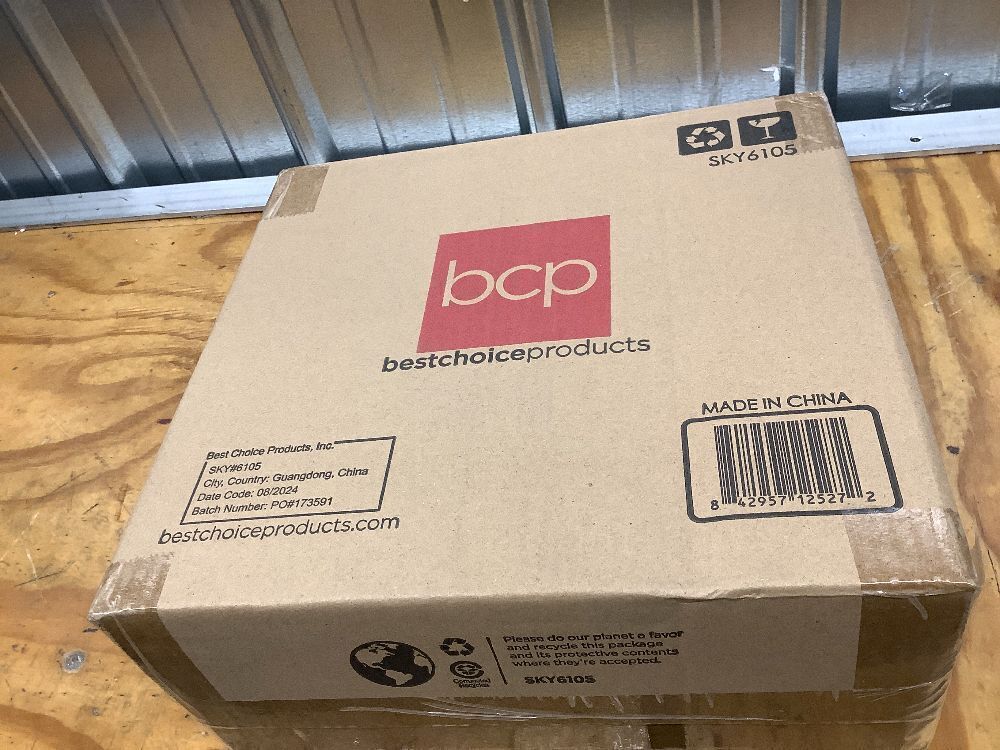 SKY6105
bcp
bestchoiceproducts
MADE IN CHINA
8 42957 12527 2
Best Choice Products, Inc.
SKY#6105
City, Country: Guangdong, China
Date Code: 08/2024
Batch Number: PO#173591
bestchoiceproducts.com
Please do our planet a favor
and recycle this package
and its protective contents
where they're accepted.
SKY6105